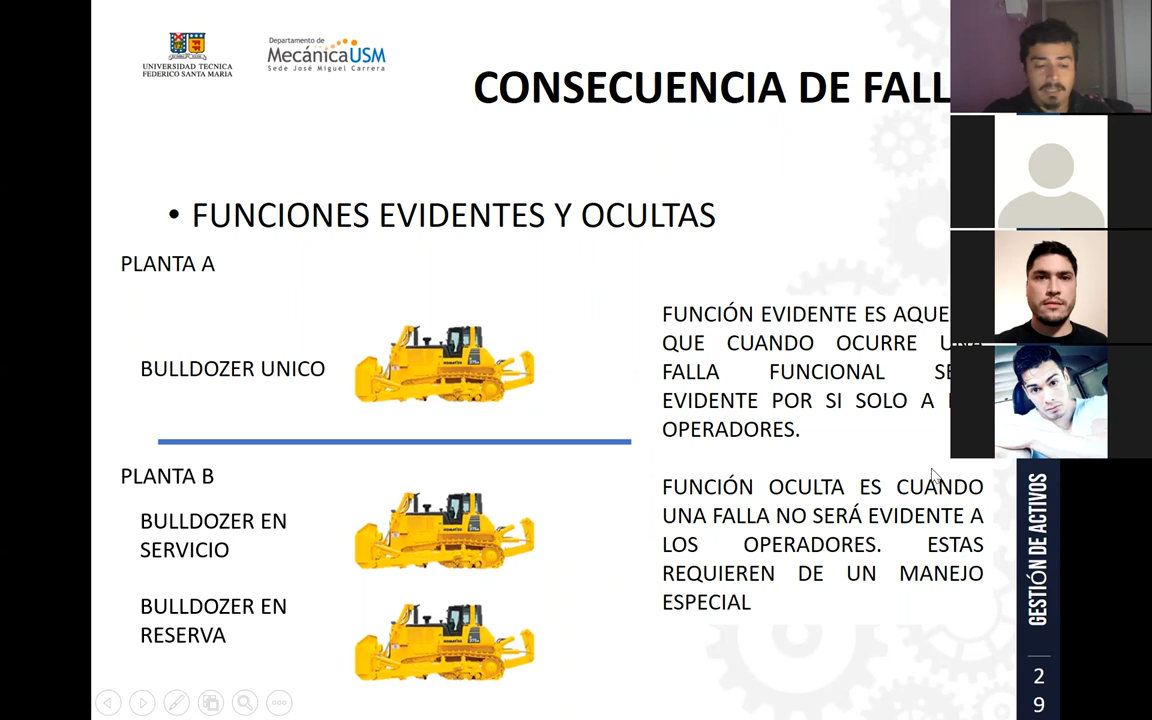 UNIVERSIDAD TECNICA
FEDERICO SANTA MARIA
Departamento de
MecánicaUSM
Sede José Miguel Carrera
CONSECUENCIA DE FALL
• FUNCIONES EVIDENTES Y OCULTAS
PLANTA A
BULLDOZER UNICO
FUNCIÓN EVIDENTE ES AQUE
QUE CUANDO OCURRE UNA
FALLA FUNCIONAL SE
EVIDENTE POR SI SOLO A
OPERADORES.
PLANTA B
BULLDOZER EN
SERVICIO
BULLDOZER EN
RESERVA
FUNCIÓN OCULTA ES CUANDO
UNA FALLA NO SERÁ EVIDENTE A
LOS OPERADORES. ESTAS
REQUIEREN DE UN MANEJO
ESPECIAL
GESTIÓN DE ACTIVOS
2
9